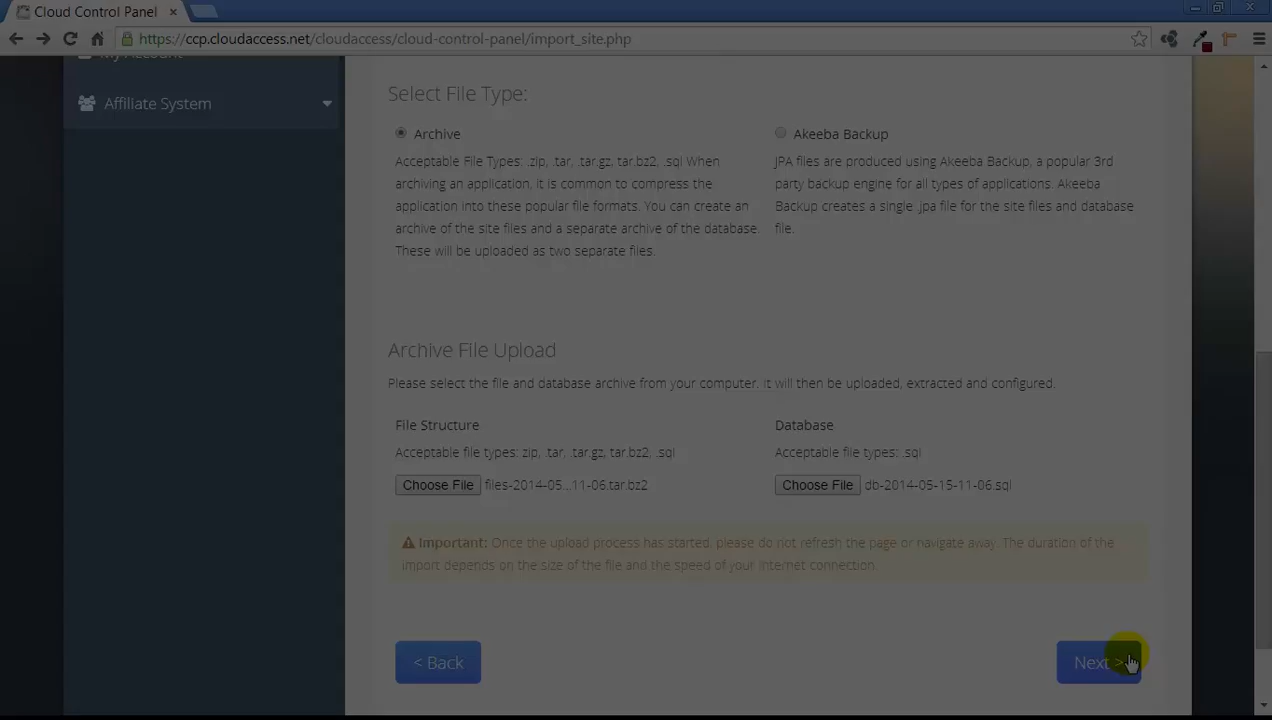 Cloud Control Panel
https://ccp.cloudaccess.net/cloudaccess/cloud-control-panel/import_site.php
My Account
Affiliate System
Select File Type:
Archive
Acceptable File Types: .zip, .tar, .tar.gz, tar.bz2, .sql When
archiving an application, it is common to compress the
application into these popular file formats. You can create an
archive of the site files and a separate archive of the database.
These will be uploaded as two separate files.
Akeeba Backup
JPA files are produced using Akeeba Backup, a popular 3rd
party backup engine for all types of applications. Akeeba
Backup creates a single .jpa file for the site files and database
file.
Archive File Upload
Please select the file and database archive from your computer. It will then be uploaded, extracted and configured.
File Structure
Acceptable file types: zip, .tar, .tar.gz, tar.bz2, .sql
Choose File files-2014-05...11-06.tar.bz2
Database
Acceptable file types: .sql
Choose File db-2014-05-15-11-06.sql
Important: Once the upload process has started, please do not refresh the page or navigate away. The duration of the
import depends on the size of the file and the speed of your internet connection.
< Back
Next >